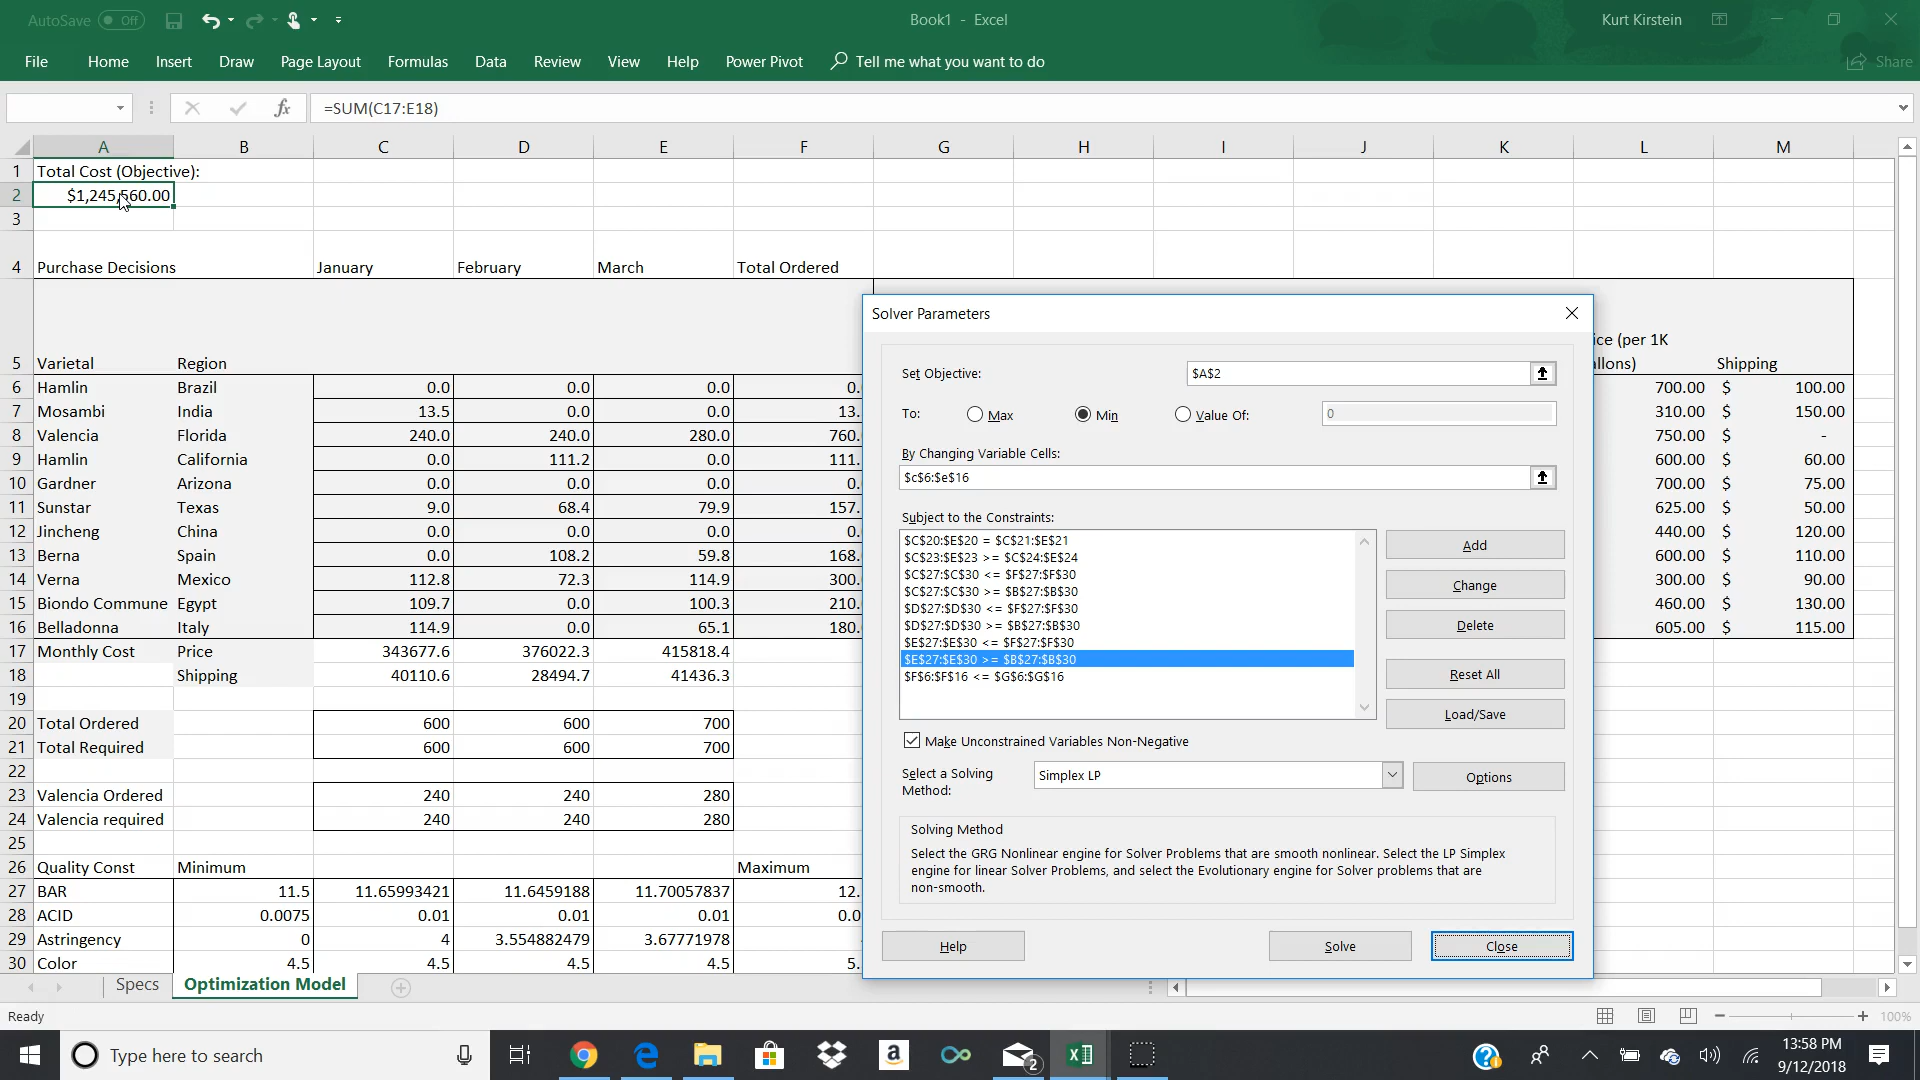 AutoSave Off Book1 - Excel Kurt Kirstein
File Home Insert Draw Page Layout Formulas Data Review View Help Power Pivot Tell me what you want to do Share
fx =SUM(C17:E18)
A B C D E F G H I J K L M
1 Total Cost (Objective):
2 $1,245,560.00
3
4 Purchase Decisions January February March Total Ordered
5 Varietal Region
ice (per 1K
llons) Shipping
6 Hamlin Brazil 0.0 0.0 0.0 0. 700.00 $ 100.00
7 Mosambi India 13.5 0.0 0.0 13. 310.00 $ 150.00
8 Valencia Florida 240.0 240.0 280.0 760. 750.00 $ -
9 Hamlin California 0.0 111.2 0.0 111. 600.00 $ 60.00
10 Gardner Arizona 0.0 0.0 0.0 0. 700.00 $ 75.00
11 Sunstar Texas 9.0 68.4 79.9 157. 625.00 $ 50.00
12 Jincheng China 0.0 0.0 0.0 0. 440.00 $ 120.00
13 Berna Spain 0.0 108.2 59.8 168. 600.00 $ 110.00
14 Verna Mexico 112.8 72.3 114.9 300. 300.00 $ 90.00
15 Biondo Commune Egypt 109.7 0.0 100.3 210. 460.00 $ 130.00
16 Belladonna Italy 114.9 0.0 65.1 180. 605.00 $ 115.00
17 Monthly Cost Price 343677.6 376022.3 415818.4
18 Shipping 40110.6 28494.7 41436.3
19
20 Total Ordered 600 600 700
21 Total Required 600 600 700
22
23 Valencia Ordered 240 240 280
24 Valencia required 240 240 280
25
26 Quality Const Minimum Maximum
27 BAR 11.5 11.65993421 11.6459188 11.70057837 12.
28 ACID 0.0075 0.01 0.01 0.01 0.0
29 Astringency 0 4 3.554882479 3.67771978
30 Color 4.5 4.5 4.5 4.5 5.
Solver Parameters
Set Objective: $A$2
To: Max Min Value Of: 0
By Changing Variable Cells:
$c$6:$e$16
Subject to the Constraints:
$C$20:$E$20 = $C$21:$E$21
$C$23:$E$23 >= $C$24:$E$24
$C$27:$C$30 <= $F$27:$F$30
$C$27:$C$30 >= $B$27:$B$30
$D$27:$D$30 <= $F$27:$F$30
$D$27:$D$30 >= $B$27:$B$30
$E$27:$E$30 <= $F$27:$F$30
$E$27:$E$30 >= $B$27:$B$30
$F$6:$F$16 <= $G$6:$G$16
Add
Change
Delete
Reset All
Load/Save
Make Unconstrained Variables Non-Negative
Select a Solving
Method:
Simplex LP
Options
Solving Method
Select the GRG Nonlinear engine for Solver Problems that are smooth nonlinear. Select the LP Simplex
engine for linear Solver Problems, and select the Evolutionary engine for Solver problems that are
non-smooth.
Help Solve Close
Specs Optimization Model
Ready 100%
Type here to search
2
13:58 PM
9/12/2018